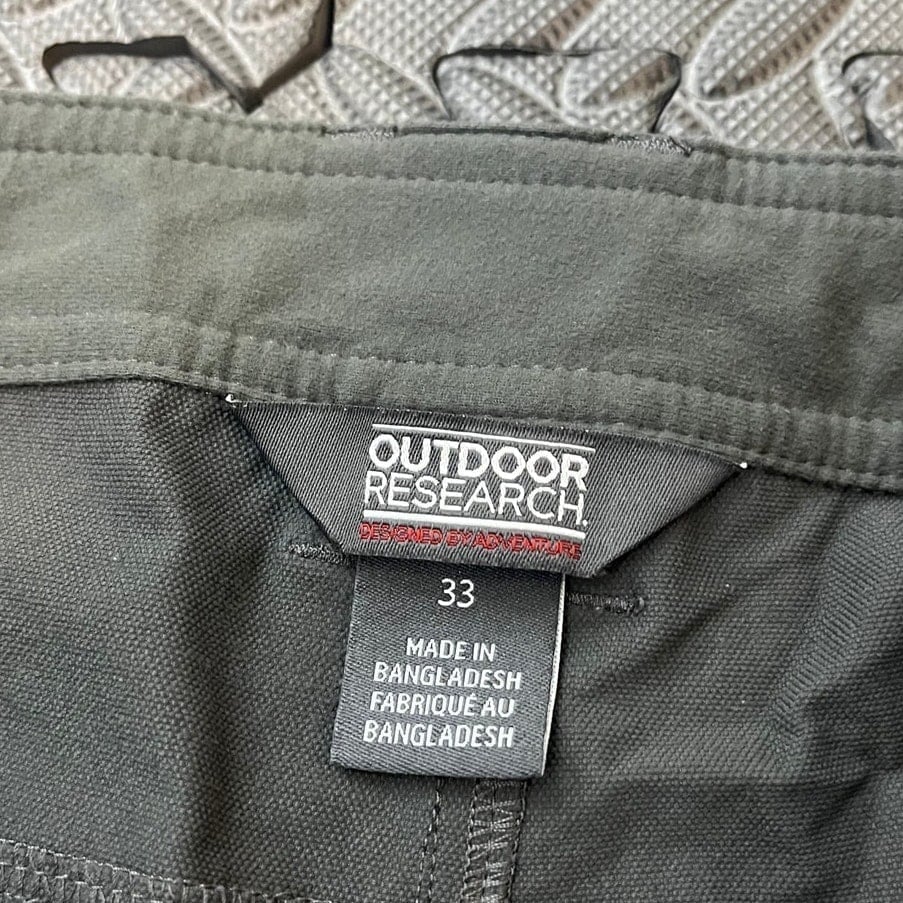 OUTDOOR
RESEARCH.
DESIGNED BY ADVENTURE
33
MADE IN
BANGLADESH
FABRIQUÉ AU
BANGLADESH